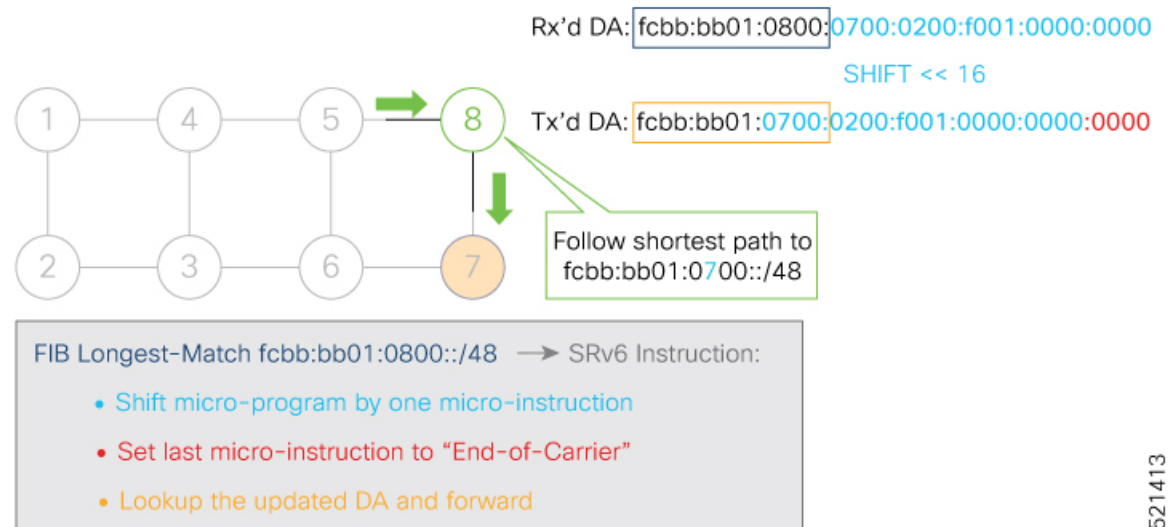 Rx'd DA: fcbb:bb01:0800:0700:0200:f001:0000:0000
SHIFT << 16
Tx'd DA: fcbb:bb01:0700:0200:f001:0000:0000:0000
1 4 5 8
2 3 6 7
Follow shortest path to
fcbb:bb01:0700::/48
FIB Longest-Match fcbb:bb01:0800::/48 → SRv6 Instruction:
• Shift micro-program by one micro-instruction
• Set last micro-instruction to “End-of-Carrier”
• Lookup the updated DA and forward
521413